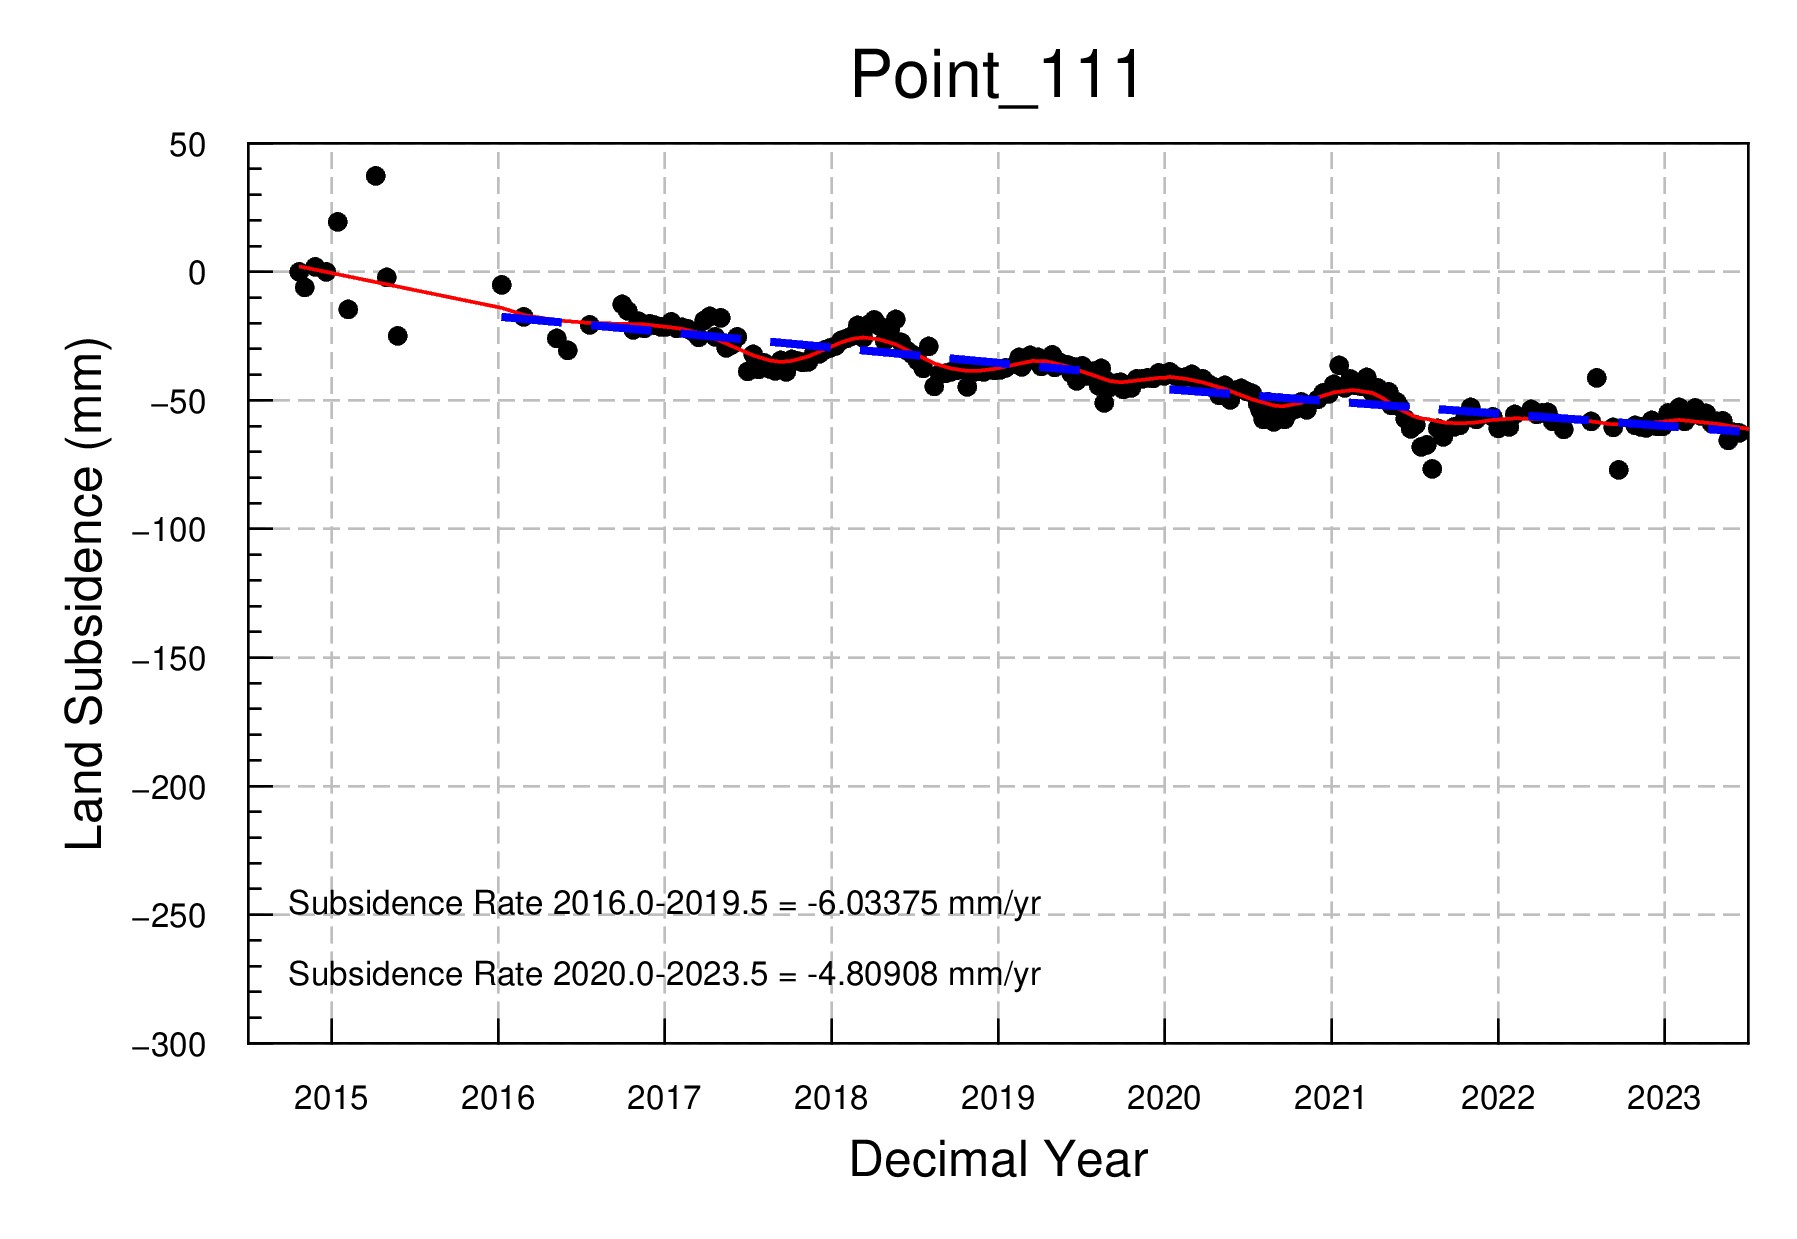 Point_111
50
0
−50
−100
−150
−200
−250
−300
Land Subsidence (mm)
Subsidence Rate 2016.0-2019.5 = -6.03375 mm/yr
Subsidence Rate 2020.0-2023.5 = -4.80908 mm/yr
2015 2016 2017 2018 2019 2020 2021 2022 2023
Decimal Year